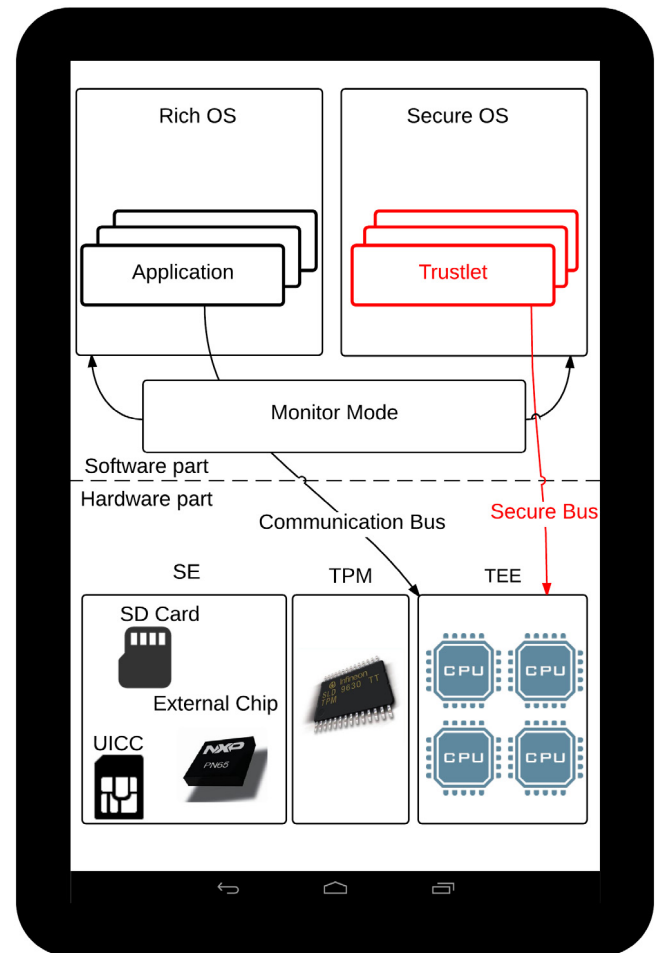 Rich OS
Secure OS
Application
Trustlet
Monitor Mode
Software part
Hardware part
Communication Bus
Secure Bus
SE
TPM
TEE
SD Card
External Chip
UICC
NXP
PN65
Infineon
SLD 9630 TT
TPM
CPU
CPU
CPU
CPU